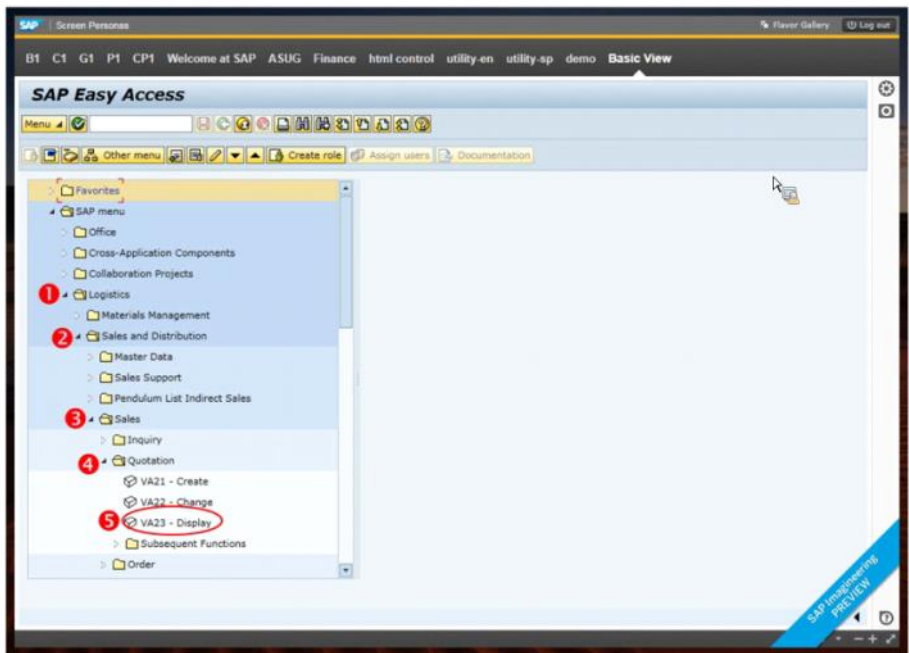 SAP Screen Personas Flavor Gallery Log out
B1 C1 G1 P1 CP1 Welcome at SAP ASUG Finance html control utility-en utility-sp demo Basic View
SAP Easy Access
Menu
Other menu Create role Assign users Documentation
Favorites
SAP menu
Office
Cross-Application Components
Collaboration Projects
1 Logistics
Materials Management
2 Sales and Distribution
Master Data
Sales Support
Pendulum List Indirect Sales
3 Sales
Inquiry
4 Quotation
VA21 - Create
VA22 - Change
5 VA23 - Display
Subsequent Functions
Order
SAP Imagineering
PREVIEW